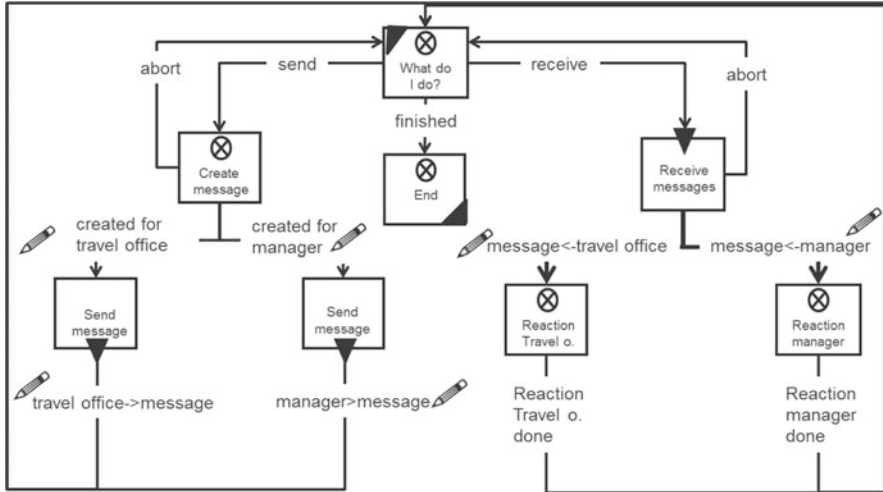 What do
I do?
abort
send
receive
abort
finished
Create
message
End
Receive
messages
created for
travel office
created for
manager
message<-travel office
message<-manager
Send
message
Send
message
Reaction
Travel o.
Reaction
manager
travel office->message
manager>message
Reaction
Travel o.
done
Reaction
manager
done